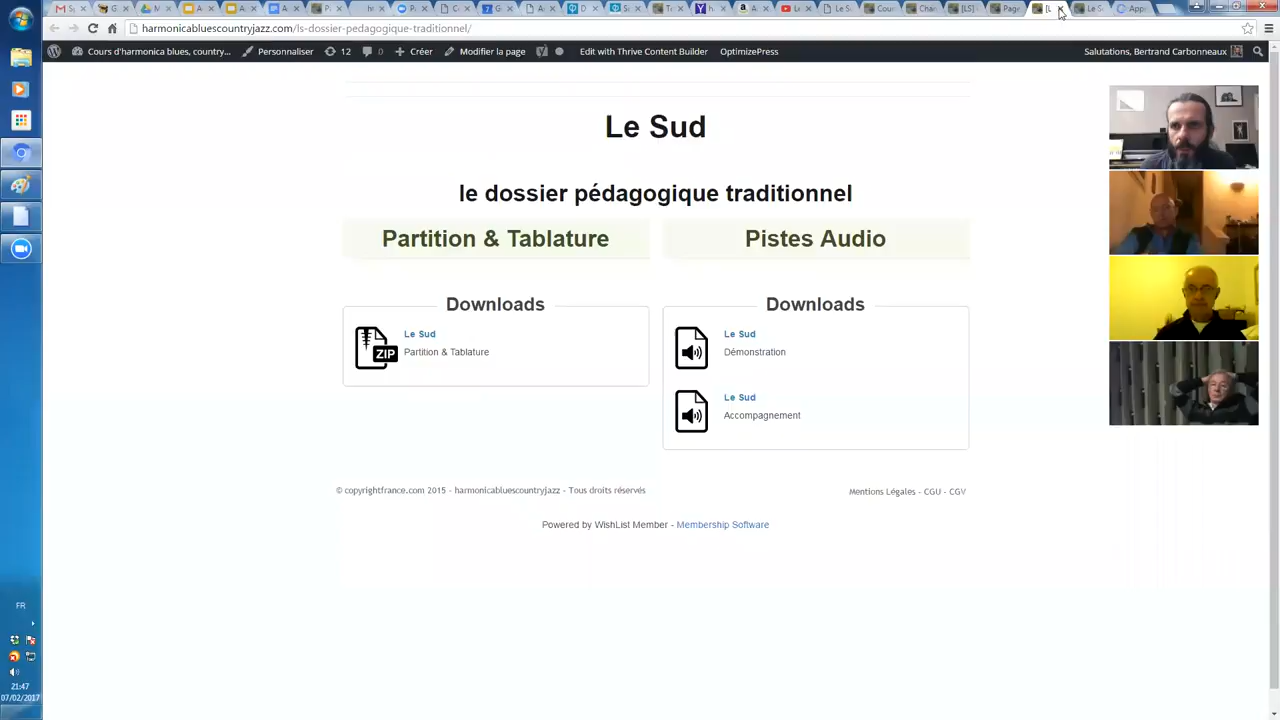 harmonicabluescountryjazz.com/ls-dossier-pedagogique-traditionnel/
Cours d'harmonica blues, country... Personnaliser 12 0 Créer Modifier la page Edit with Thrive Content Builder OptimizePress Salutations, Bertrand Carbonneaux
Le Sud
le dossier pédagogique traditionnel
Partition & Tablature
Pistes Audio
Downloads
ZIP
Le Sud
Partition & Tablature
Downloads
Le Sud
Démonstration
Le Sud
Accompagnement
© copyrightfrance.com 2015 - harmonicabluescountryjazz - Tous droits réservés
Mentions Légales - CGU - CGV
Powered by WishList Member - Membership Software
FR
21:47
07/02/2017